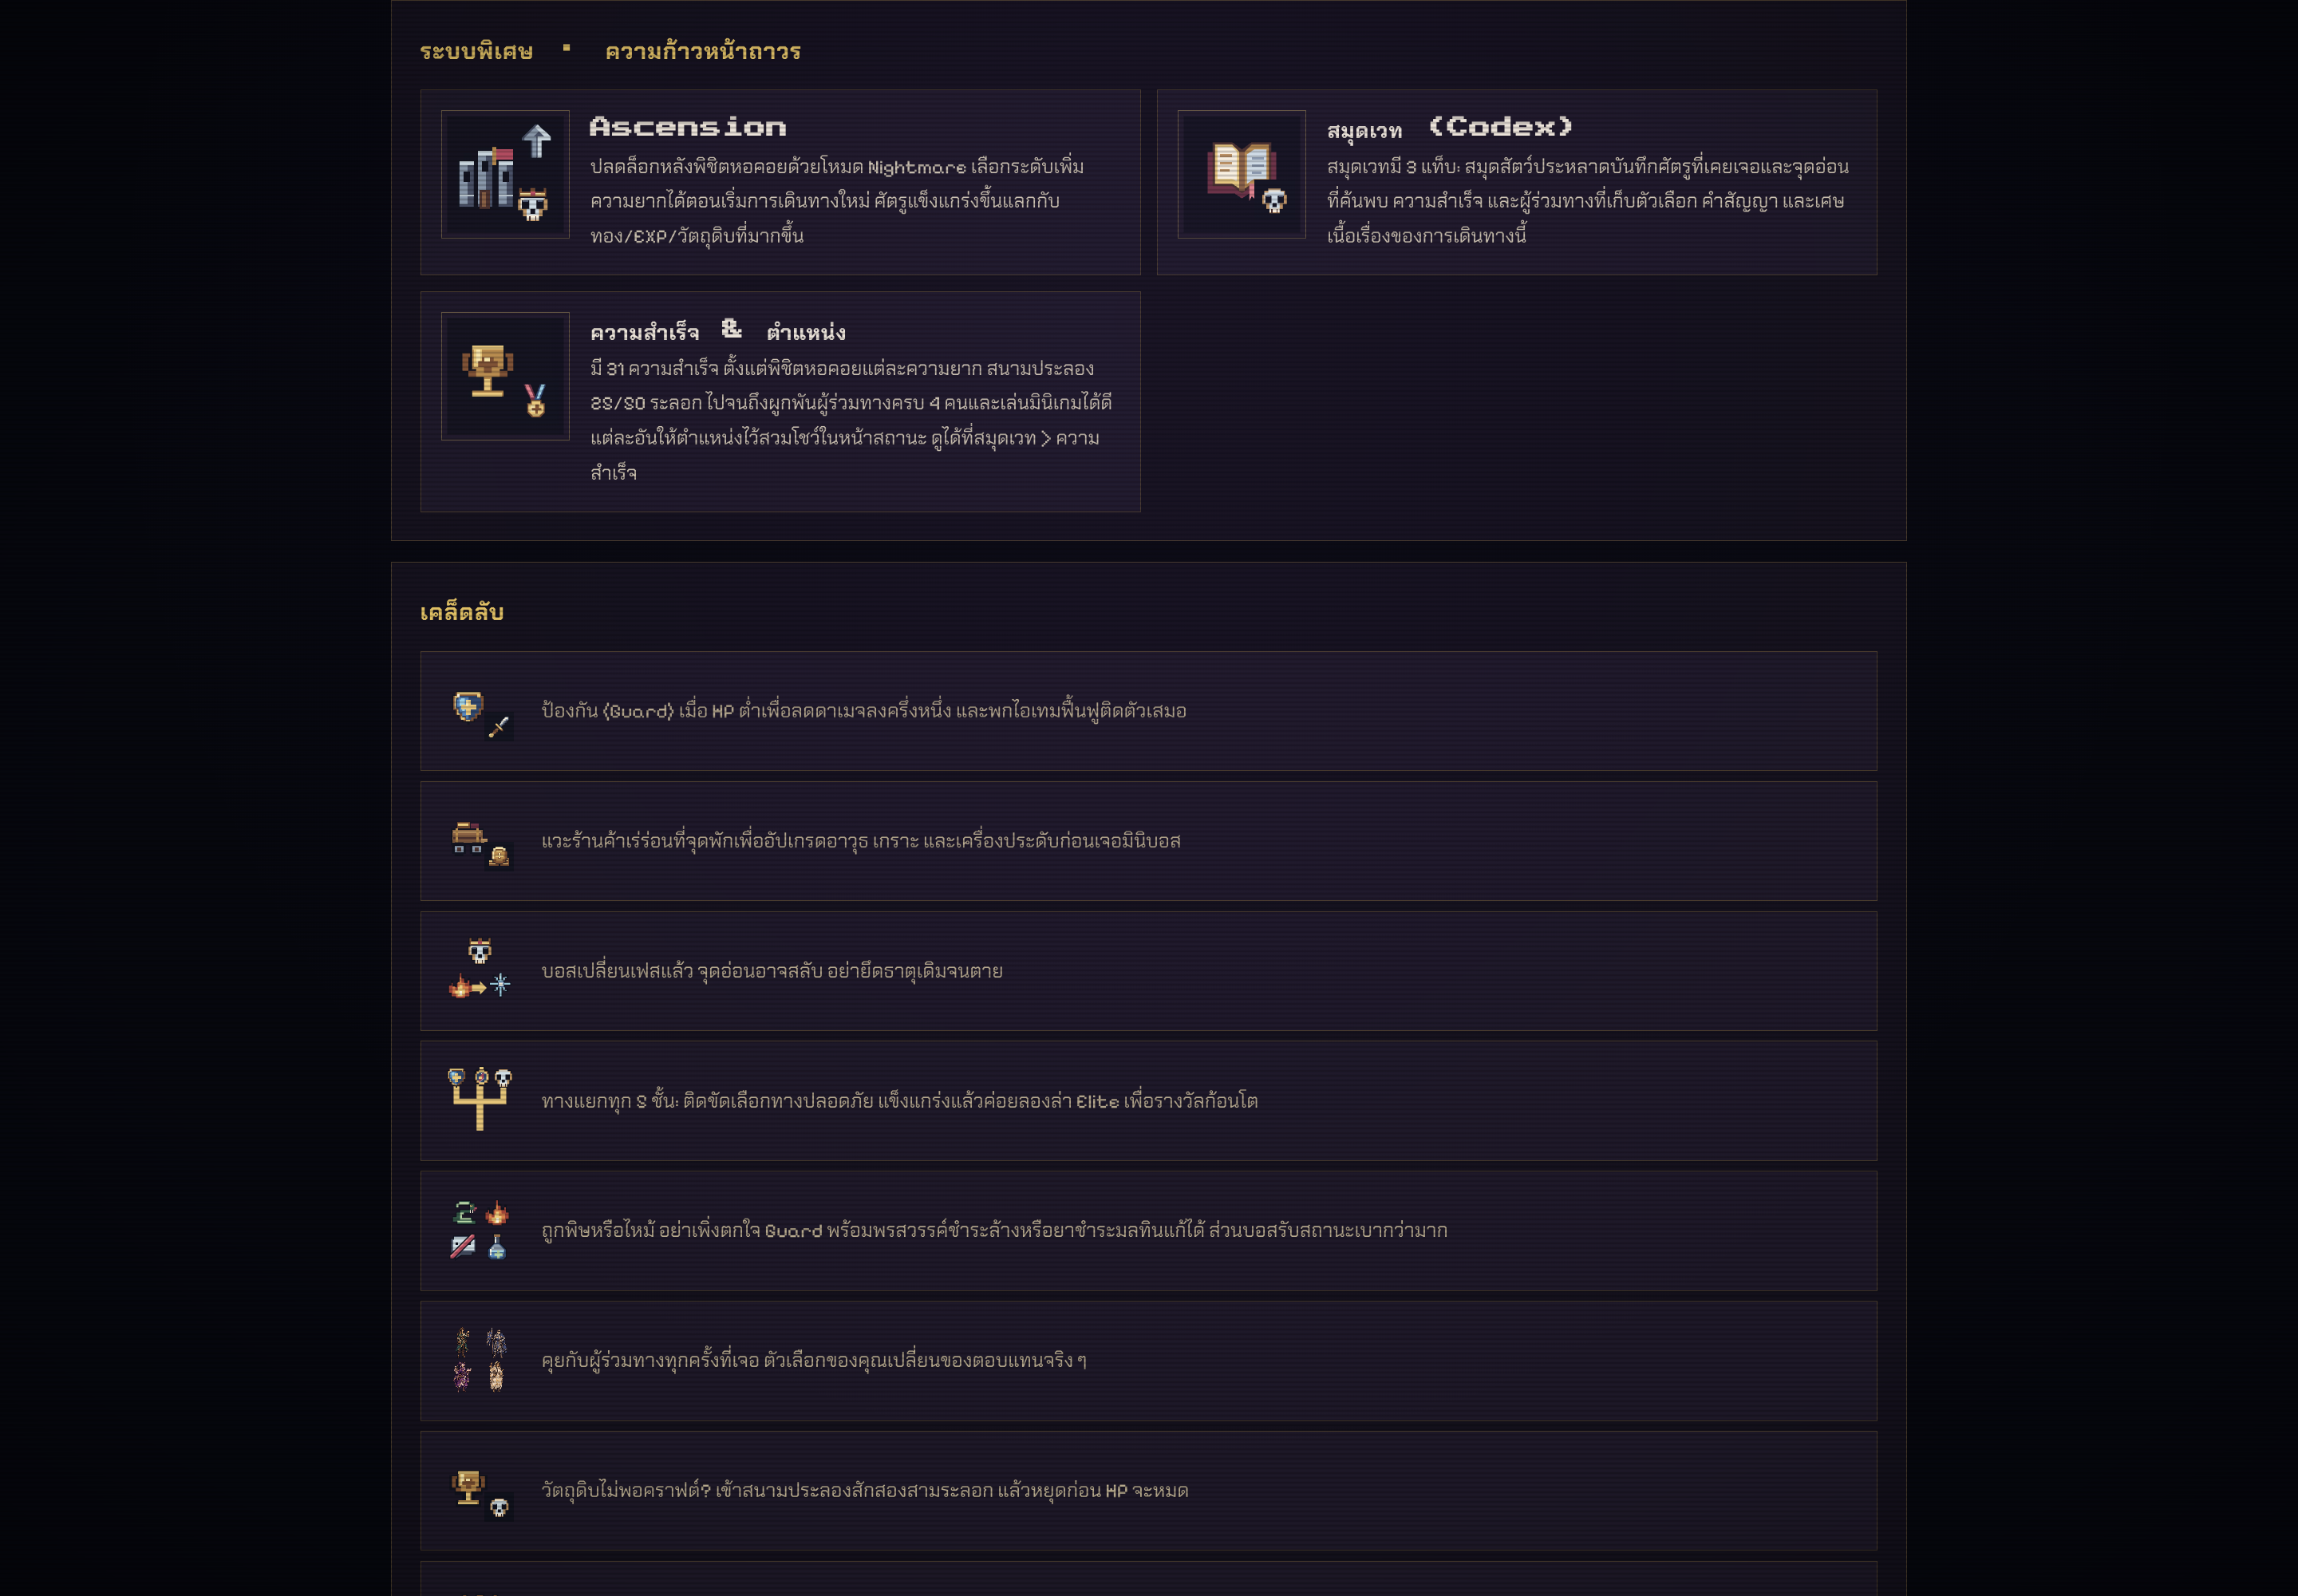 ระบบพิเศษ · ความก้าวหน้าถาวร
Ascension
ปลดล็อกหลังพิชิตหอคอยด้วยโหมด Nightmare เลือกระดับเพิ่ม
ความยากได้ตอนเริ่มการเดินทางใหม่ ศัตรูแข็งแกร่งขึ้นแลกกับ
ทอง/EXP/วัตถุดิบที่มากขึ้น
สมุดเวท (Codex)
สมุดเวทมี 3 แท็บ: สมุดสัตว์ประหลาดบันทึกศัตรูที่เคยเจอและจุดอ่อน
ที่ค้นพบ ความสำเร็จ และผู้ร่วมทางที่เก็บตัวเลือก คำสัญญา และเศษ
เนื้อเรื่องของการเดินทางนี้
ความสำเร็จ & ตำแหน่ง
มี 31 ความสำเร็จ ตั้งแต่พิชิตหอคอยแต่ละความยาก สนามประลอง
25/50 ระลอก ไปจนถึงผูกพันผู้ร่วมทางครบ 4 คนและเล่นมินิเกมได้ดี
แต่ละอันให้ตำแหน่งไว้สวมโชว์ในหน้าสถานะ ดูได้ที่สมุดเวท > ความ
สำเร็จ
เคล็ดลับ
ป้องกัน (Guard) เมื่อ HP ต่ำเพื่อลดดาเมจลงครึ่งหนึ่ง และพกไอเทมฟื้นฟูติดตัวเสมอ
แวะร้านค้าเร่ร่อนที่จุดพักเพื่ออัปเกรดอาวุธ เกราะ และเครื่องประดับก่อนเจอมินิบอส
บอสเปลี่ยนเฟสแล้ว จุดอ่อนอาจสลับ อย่ายึดธาตุเดิมจนตาย
ทางแยกทุก 5 ชั้น: ติดขัดเลือกทางปลอดภัย แข็งแกร่งแล้วค่อยลองล่า Elite เพื่อรางวัลก้อนโต
ถูกพิษหรือไหม้ อย่าเพิ่งตกใจ Guard พร้อมพรสวรรค์ชำระล้างหรือยาชำระมลทินแก้ได้ ส่วนบอสรับสถานะเบากว่ามาก
คุยกับผู้ร่วมทางทุกครั้งที่เจอ ตัวเลือกของคุณเปลี่ยนของตอบแทนจริง ๆ
วัตถุดิบไม่พอคราฟต์? เข้าสนามประลองสักสองสามระลอก แล้วหยุดก่อน HP จะหมด